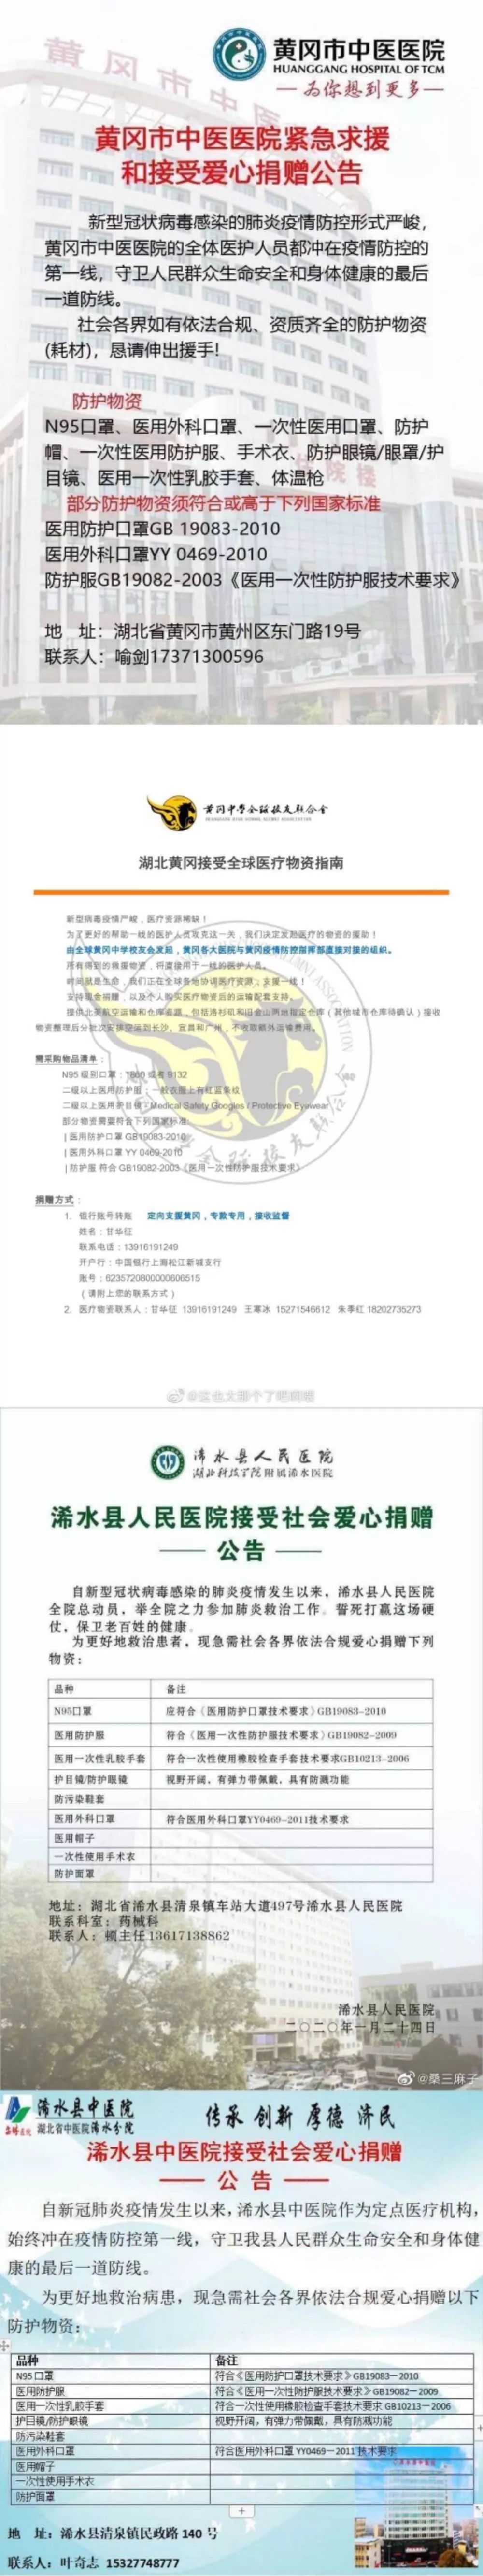 黄冈市中医医院
HUANGGANG HOSPITAL OF TCM
为你想到更多
黄冈市中医医院紧急求援
和接受爱心捐赠公告
新型冠状病毒感染的肺炎疫情防控形式严峻，
黄冈市中医医院的全体医护人员都冲在疫情防控的
第一线，守卫人民群众生命安全和身体健康的最后
一道防线。
社会各界如有依法合规、资质齐全的防护物资
(耗材)，恳请伸出援手!
防护物资
N95口罩、医用外科口罩、一次性医用口罩、防护
帽、一次性医用防护服、手术衣、防护眼镜/眼罩/护
目镜、医用一次性乳胶手套、体温枪
部分防护物资须符合或高于下列国家标准
医用防护口罩GB 19083-2010
医用外科口罩YY 0469-2010
防护服GB19082-2003《医用一次性防护服技术要求》
地 址：湖北省黄冈市黄州区东门路19号
联系人：喻剑17371300596
黄冈中学全球校友联合会
湖北黄冈接受全球医疗物资指南
新型病毒疫情严峻，医疗资源稀缺！
为了更好的帮助一线的医护人员攻克这一关，我们决定发起医疗的物资的援助！
由全球黄冈中学校友会发起，黄冈各大医院与黄冈疫情防控指挥部直接对接的组织。
所有得到的救援物资，将直接用于一线的医护人员。
时间就是生命，我们正在全球各地协调医疗资源，支援一线！
支持现金捐赠，以及个人购买医疗物资后的运输配套支持。
提供北美航空运输和仓库资源，包括洛杉矶和旧金山两地指定仓库（其他城市仓库待确认）接收
物资整理后分批次安排空运到长沙、宜昌和广州，不收取额外运输费用。
需采购物品清单：
N95 级别口罩：1860 或者 9132
二级以上医用防护服：一般衣服上有红蓝条纹
二级以上医用护目镜 - Medical Safety Googles / Protective Eyewear
部分物资需要符合下列国家标准
| 医用防护口罩 GB19083-2010
| 医用外科口罩 YY 0469-2010
| 防护服 符合 GB19082-2003《医用一次性防护服技术要求》
捐赠方式：
1. 银行账号转账 定向支援黄冈，专款专用，接收监督
姓名：甘华征
联系电话：13916191249
开户行：中国银行上海松江新城支行
账号：6235720800000606515
（请附上您的联系方式）
2. 医疗物资联系人：甘华征 13916191249 王寒冰 15271546612 朱季红 18202735273
@这也太那个了吧啊哦
浠水县人民医院
湖北科技学院附属浠水医院
浠水县人民医院接受社会爱心捐赠
公告
自新型冠状病毒感染的肺炎疫情发生以来，浠水县人民医院
全院总动员，举全院之力参加肺炎救治工作。誓死打赢这场硬
仗，保卫老百姓的健康。
为更好地救治患者，现急需社会各界依法合规爱心捐赠下列
物资：
品种 备注
N95口罩 应符合《医用防护口罩技术要求》GB19083-2010
医用防护服 符合《医用一次性防护服技术要求》GB19082-2009
医用一次性乳胶手套 符合一次性使用橡胶检查手套技术要求GB10213-2006
护目镜/防护眼镜 视野开阔，有弹力带佩戴，具有防溅功能
防污染鞋套
医用外科口罩 符合医用外科口罩YY0469-2011技术要求
医用帽子
一次性使用手术衣
防护面罩
地址：湖北省浠水县清泉镇车站大道497号浠水县人民医院
联系科室：药械科
联系人：顿主任 13617138862
浠水县人民医院
二〇二〇年一月二十四日
@桑三麻子
浠水县中医院
湖北省中医院浠水分院
传承 创新 厚德 济民
浠水县中医院接受社会爱心捐赠
公 告
自新冠肺炎疫情发生以来，浠水县中医院作为定点医疗机构，
始终冲在疫情防控第一线，守卫我县人民群众生命安全和身体健
康的最后一道防线。
为更好地救治病患，现急需社会各界依法合规爱心捐赠以下
防护物资：
品种 备注
N95 口罩 符合《医用防护口罩技术要求》GB19083—2010
医用防护服 符合《医用一次性防护服技术要求》GB19082—2009
医用一次性乳胶手套 符合一次性使用橡胶检查手套技术要求 GB10213—2006
护目镜/防护眼镜 视野开阔，有弹力带佩戴，具有防溅功能
防污染鞋套
医用外科口罩 符合医用外科口罩 YY0469—2011 技术要求
医用帽子
一次性使用手术衣
防护面罩
地 址：浠水县清泉镇民政路 140 号
联系人：叶奇志 15327748777